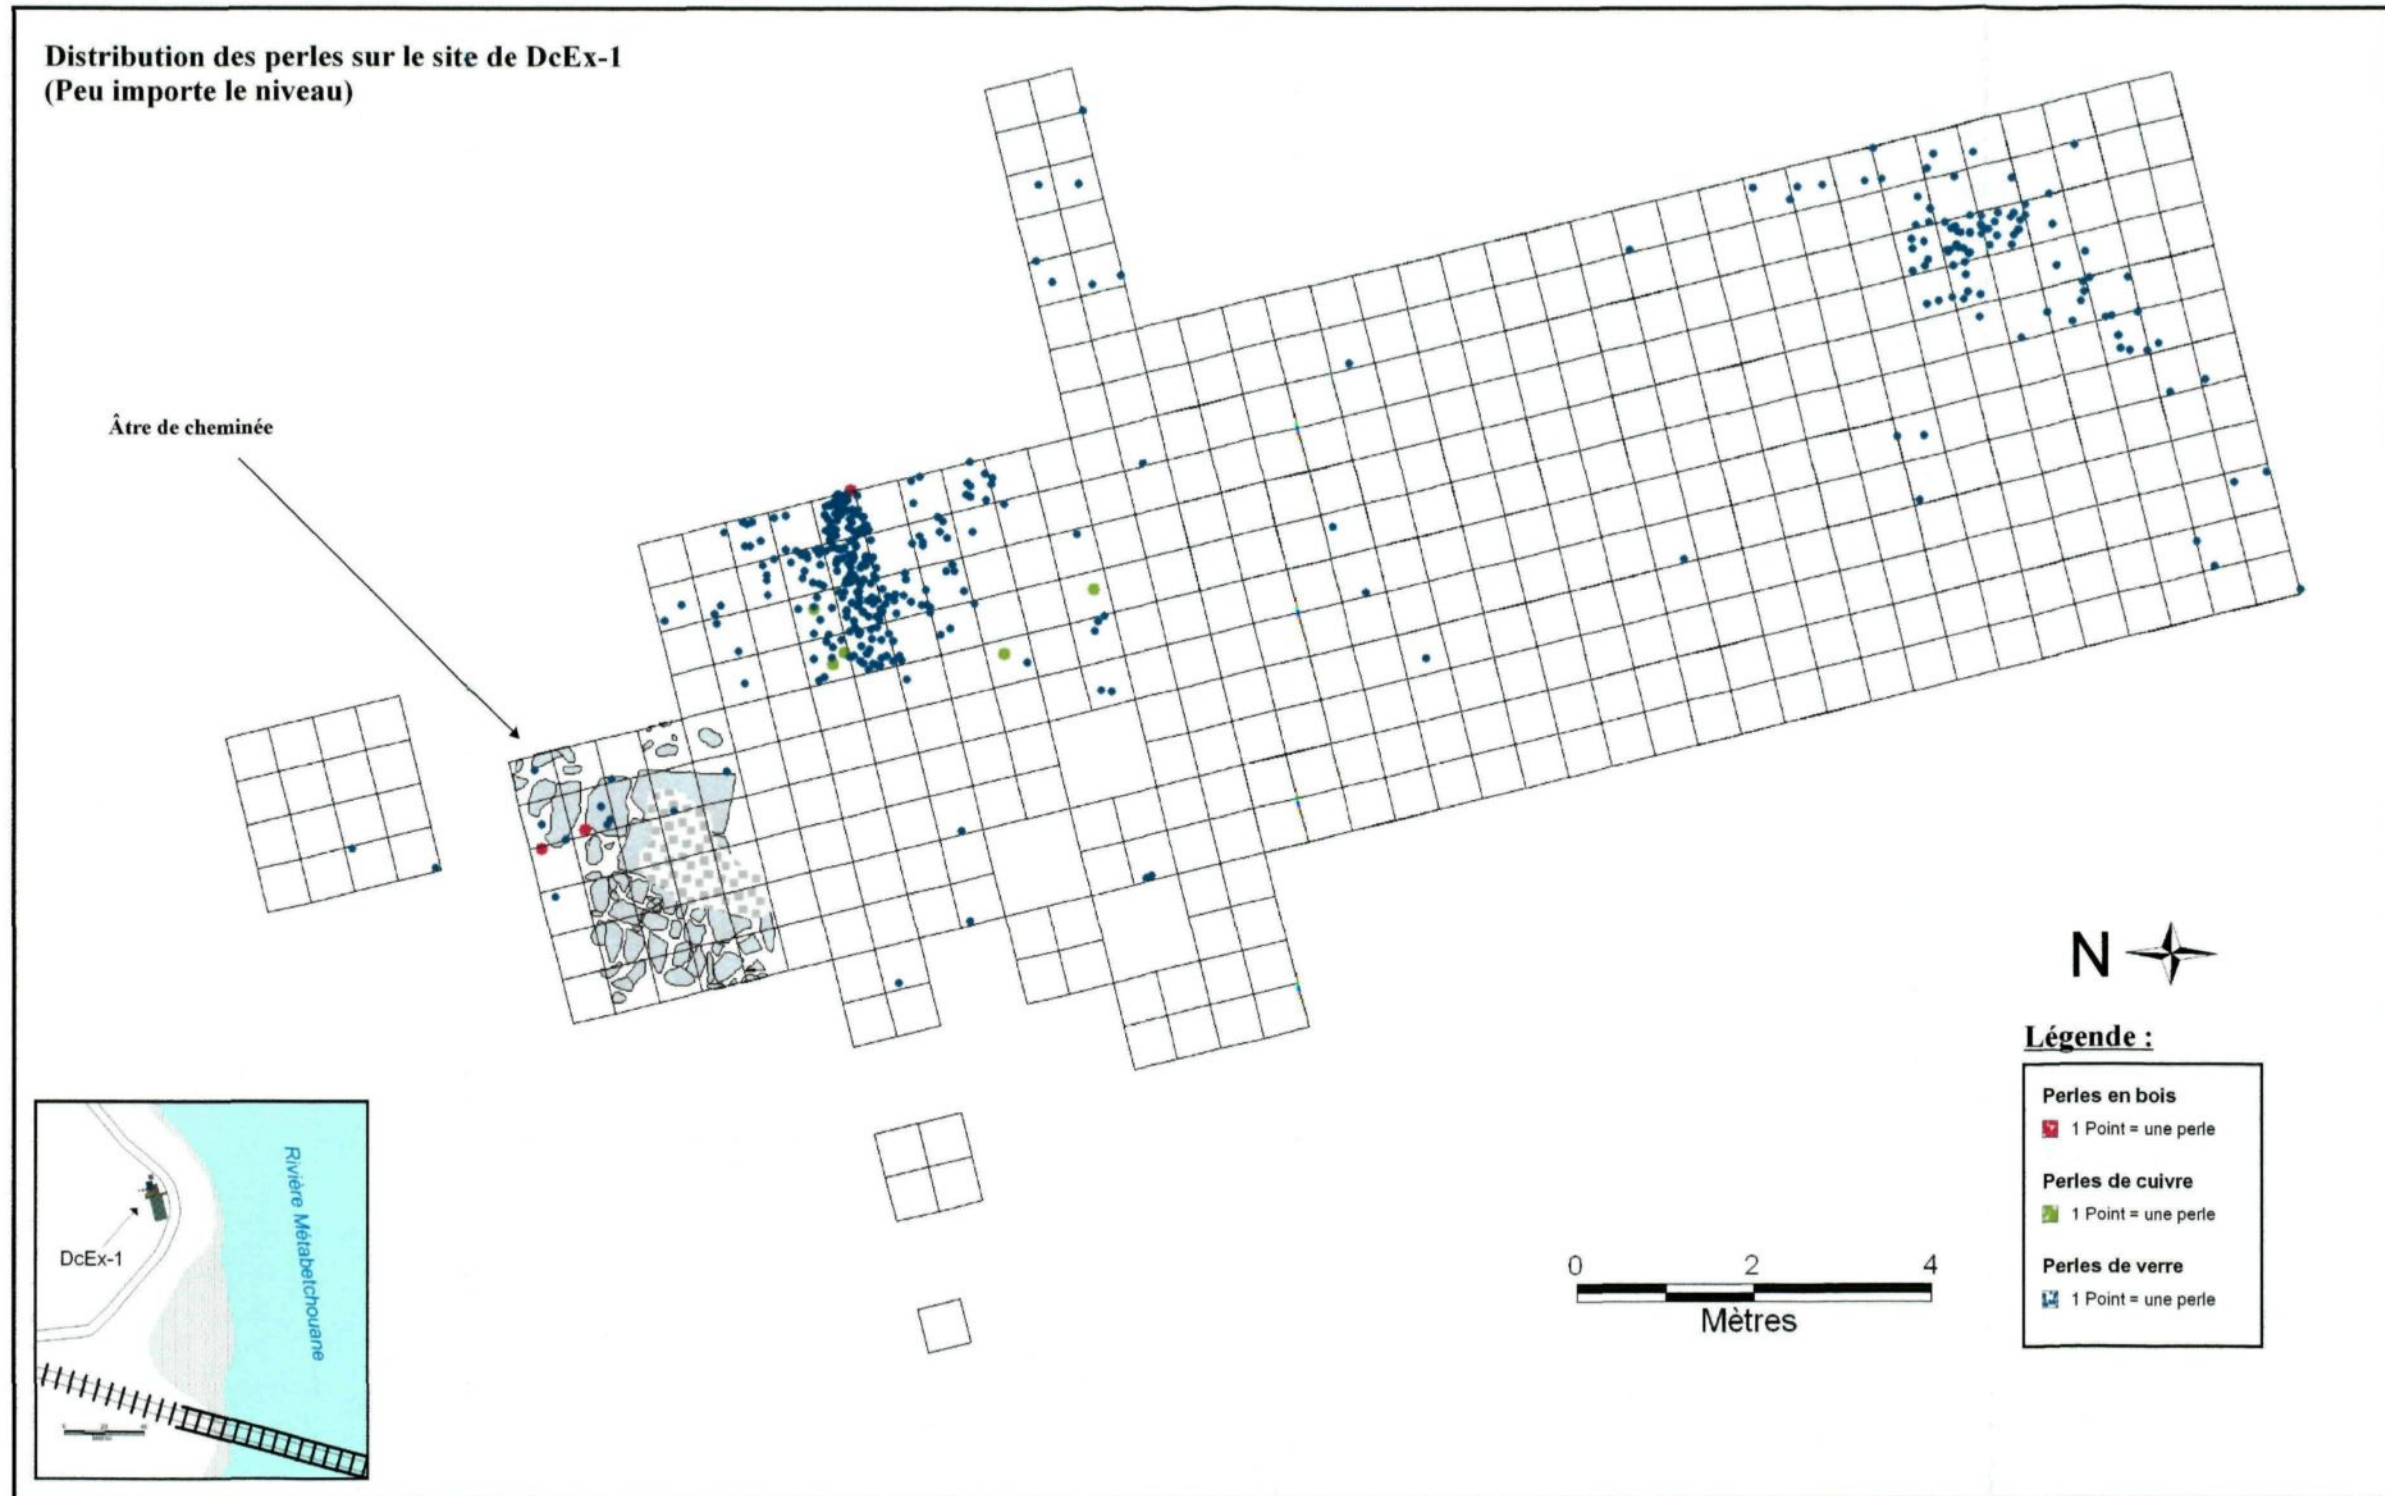 Distribution des perles sur le site de DcEx-1
(Peu importe le niveau)
Âtre de cheminée
N
Légende :
Perles en bois
1 Point = une perle
Perles de cuivre
1 Point = une perle
Perles de verre
1 Point = une perle
0 2 4
Mètres
Rivière Métabetchouane
DcEx-1